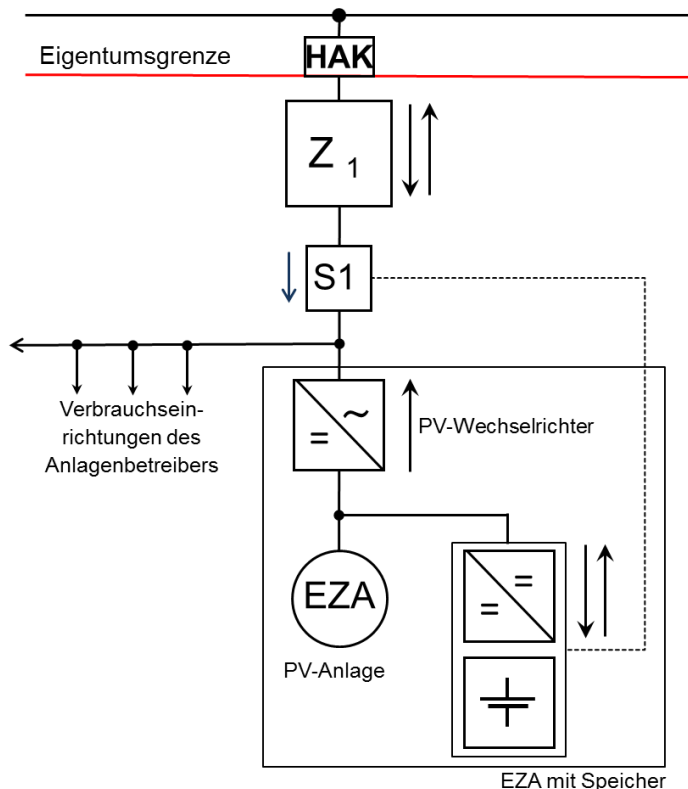 HAK
Eigentumsgrenze
Z 1
S1
Verbrauchsein-
richtungen des
Anlagenbetreibers
~
=
PV-Wechselrichter
EZA
PV-Anlage
=
=
EZA mit Speicher